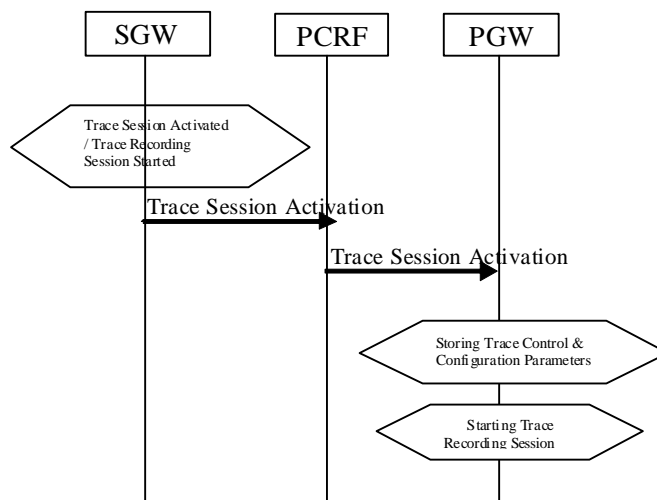 SGW
PCRF
PGW
Trace Session Activated
/ Trace Recording
Session Started
Trace Session Activation
Trace Session Activation
Storing Trace Control &
Configuration Parameters
Starting Trace
Recording Session